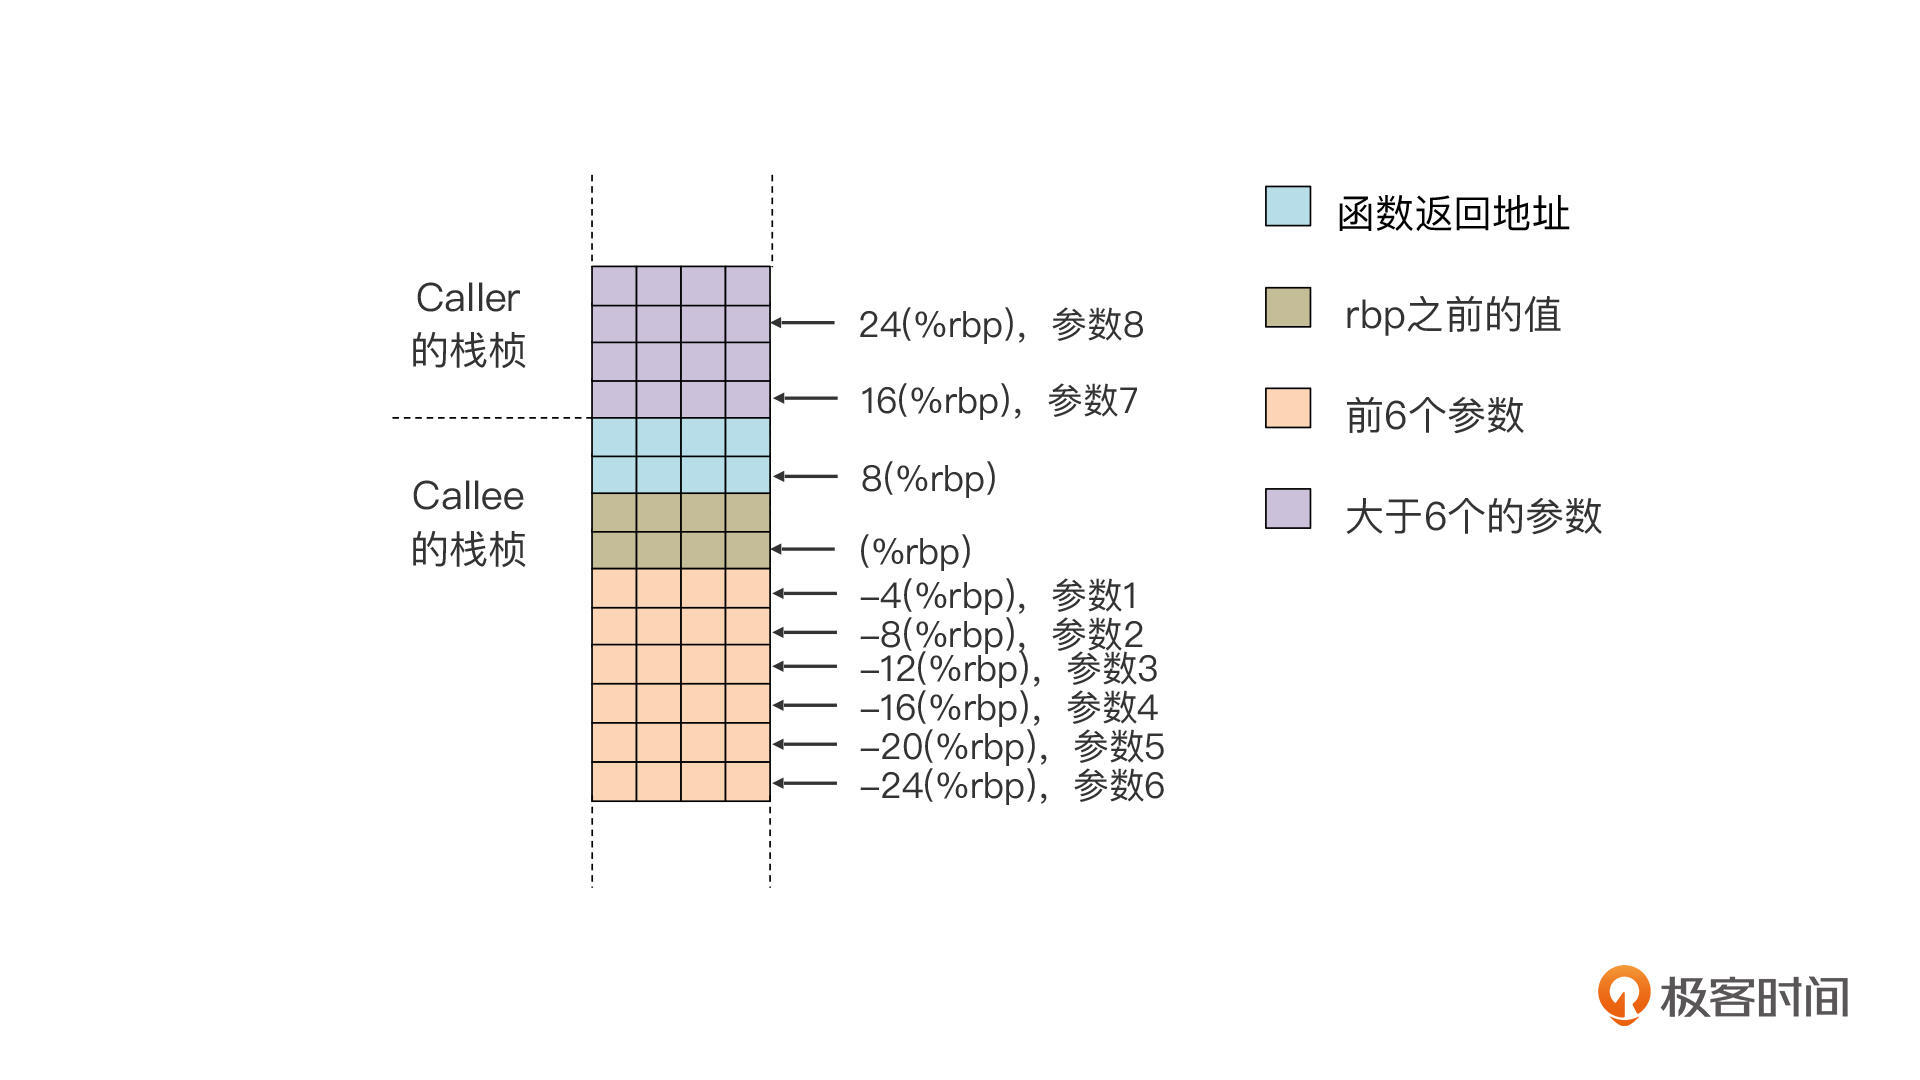 Caller
的栈桢
Callee
的栈桢
24(%rbp)，参数8
16(%rbp)，参数7
8(%rbp)
(%rbp)
–4(%rbp)，参数1
–8(%rbp)，参数2
–12(%rbp)，参数3
–16(%rbp)，参数4
–20(%rbp)，参数5
–24(%rbp)，参数6
函数返回地址
rbp之前的值
前6个参数
大于6个的参数
极客时间